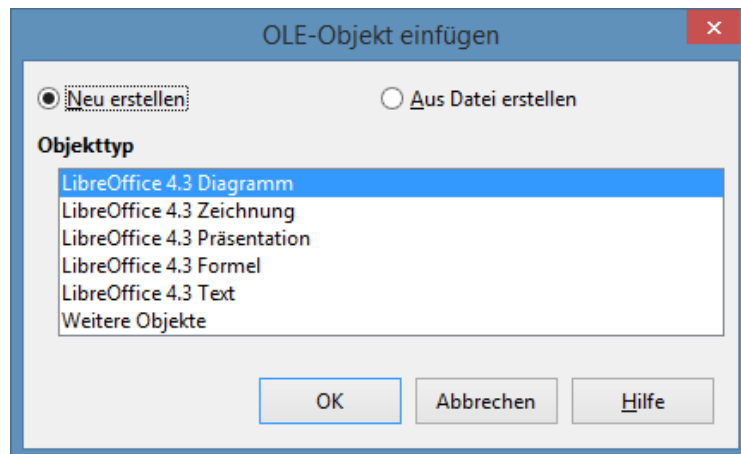 OLE-Objekt einfügen
Neu erstellen Aus Datei erstellen
Objekttyp
LibreOffice 4.3 Diagramm
LibreOffice 4.3 Zeichnung
LibreOffice 4.3 Präsentation
LibreOffice 4.3 Formel
LibreOffice 4.3 Text
Weitere Objekte
OK Abbrechen Hilfe